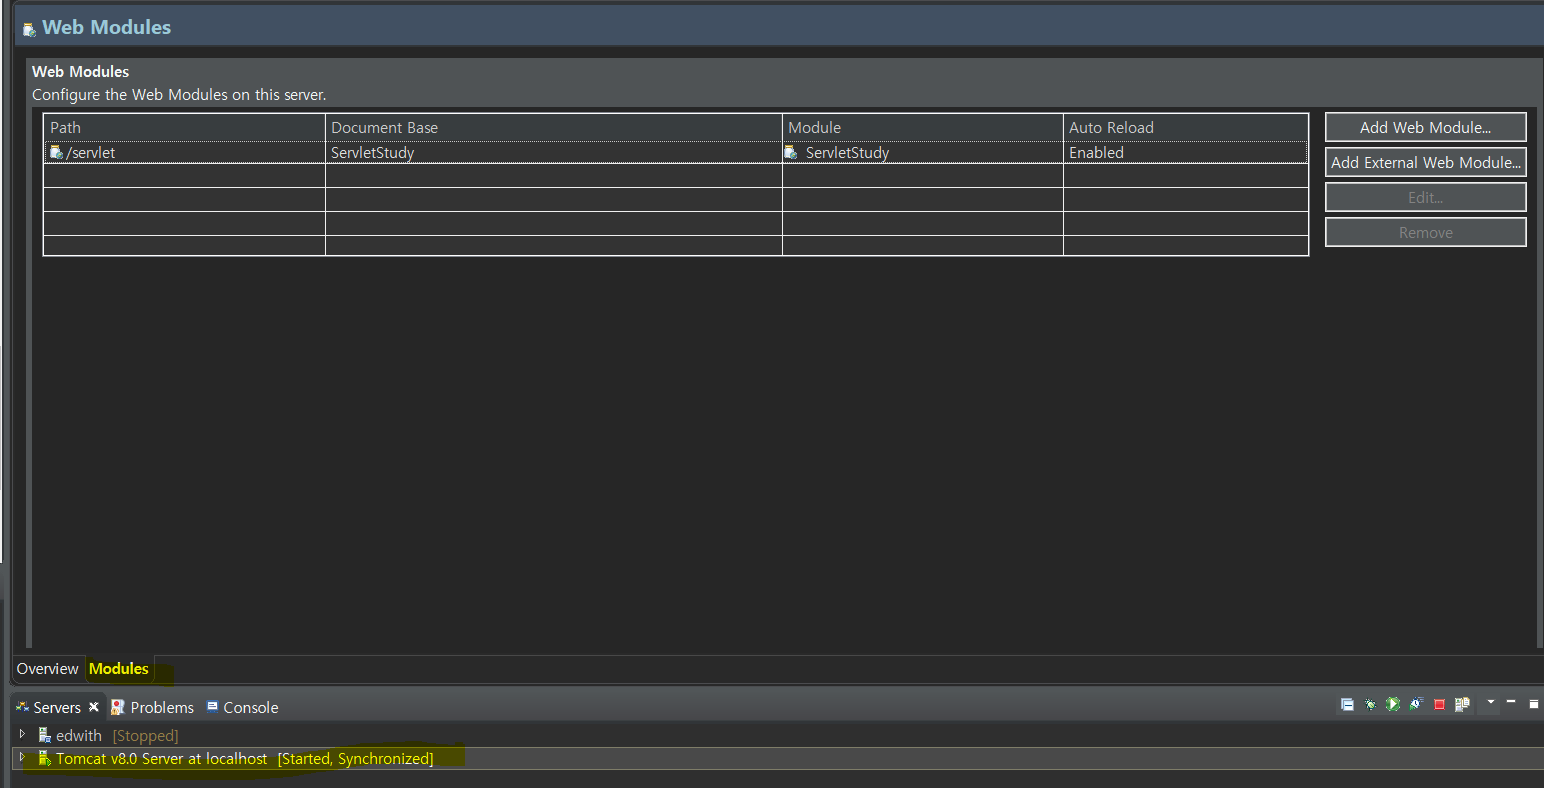 Web Modules
Web Modules
Configure the Web Modules on this server.
Path Document Base Module Auto Reload
/servlet ServletStudy ServletStudy Enabled
Add Web Module...
Add External Web Module...
Edit...
Remove
Overview Modules
Servers Problems Console
edwith [Stopped]
Tomcat v8.0 Server at localhost [Started, Synchronized]